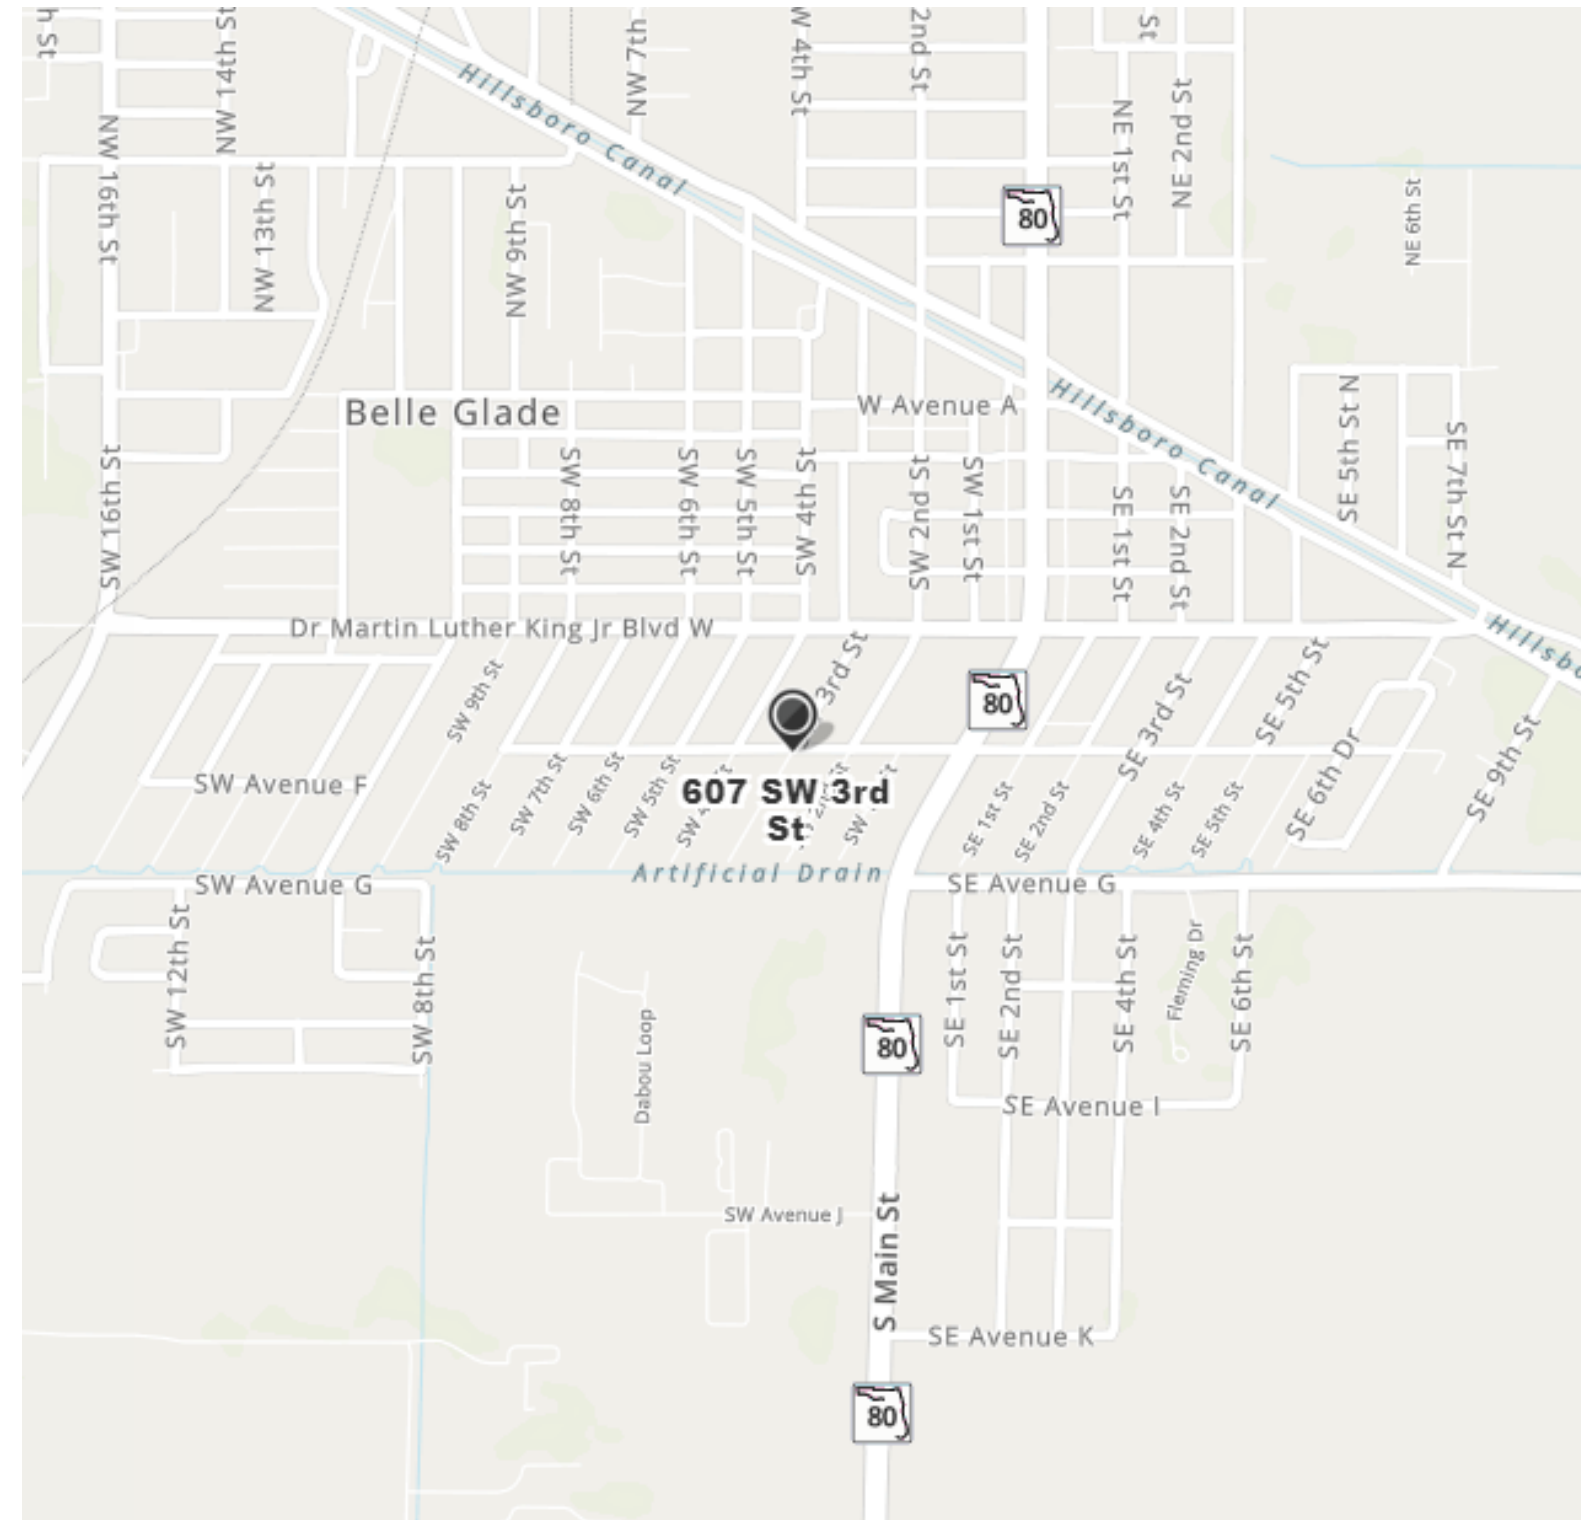 NW 14th St
NW 7th
W 4th St
2nd St
St
Hillsboro Canal
NW 16th St
NW 13th St
NW 9th St
NE 1st St
NE 2nd St
80
NE 6th St
Belle Glade
W Avenue A
Hillsboro Canal
SW 16th St
SW 8th St
SW 6th St
SW 5th St
SW 4th St
SW 2nd St
SW 1st St
SE 1st St
SE 2nd St
SE 5th St N
SE 7th St N
Dr Martin Luther King Jr Blvd W
Hillsbo
SW 9th St
3rd St
80
SE 3rd St
SE 5th St
SE 6th Dr
SE 9th St
SW Avenue F
SW 8th St
SW 7th St
SW 6th St
SW 5th St
607 SW 3rd
St
SE 1st St
SE 2nd St
SE 4th St
SE 5th St
Artificial Drain
SW Avenue G
SE Avenue G
SW 12th St
SW 8th St
SE 1st St
SE 2nd St
SE 4th St
Fleming Dr
SE 6th St
Dabou Loop
80
SE Avenue I
SW Avenue J
S Main St
SE Avenue K
80